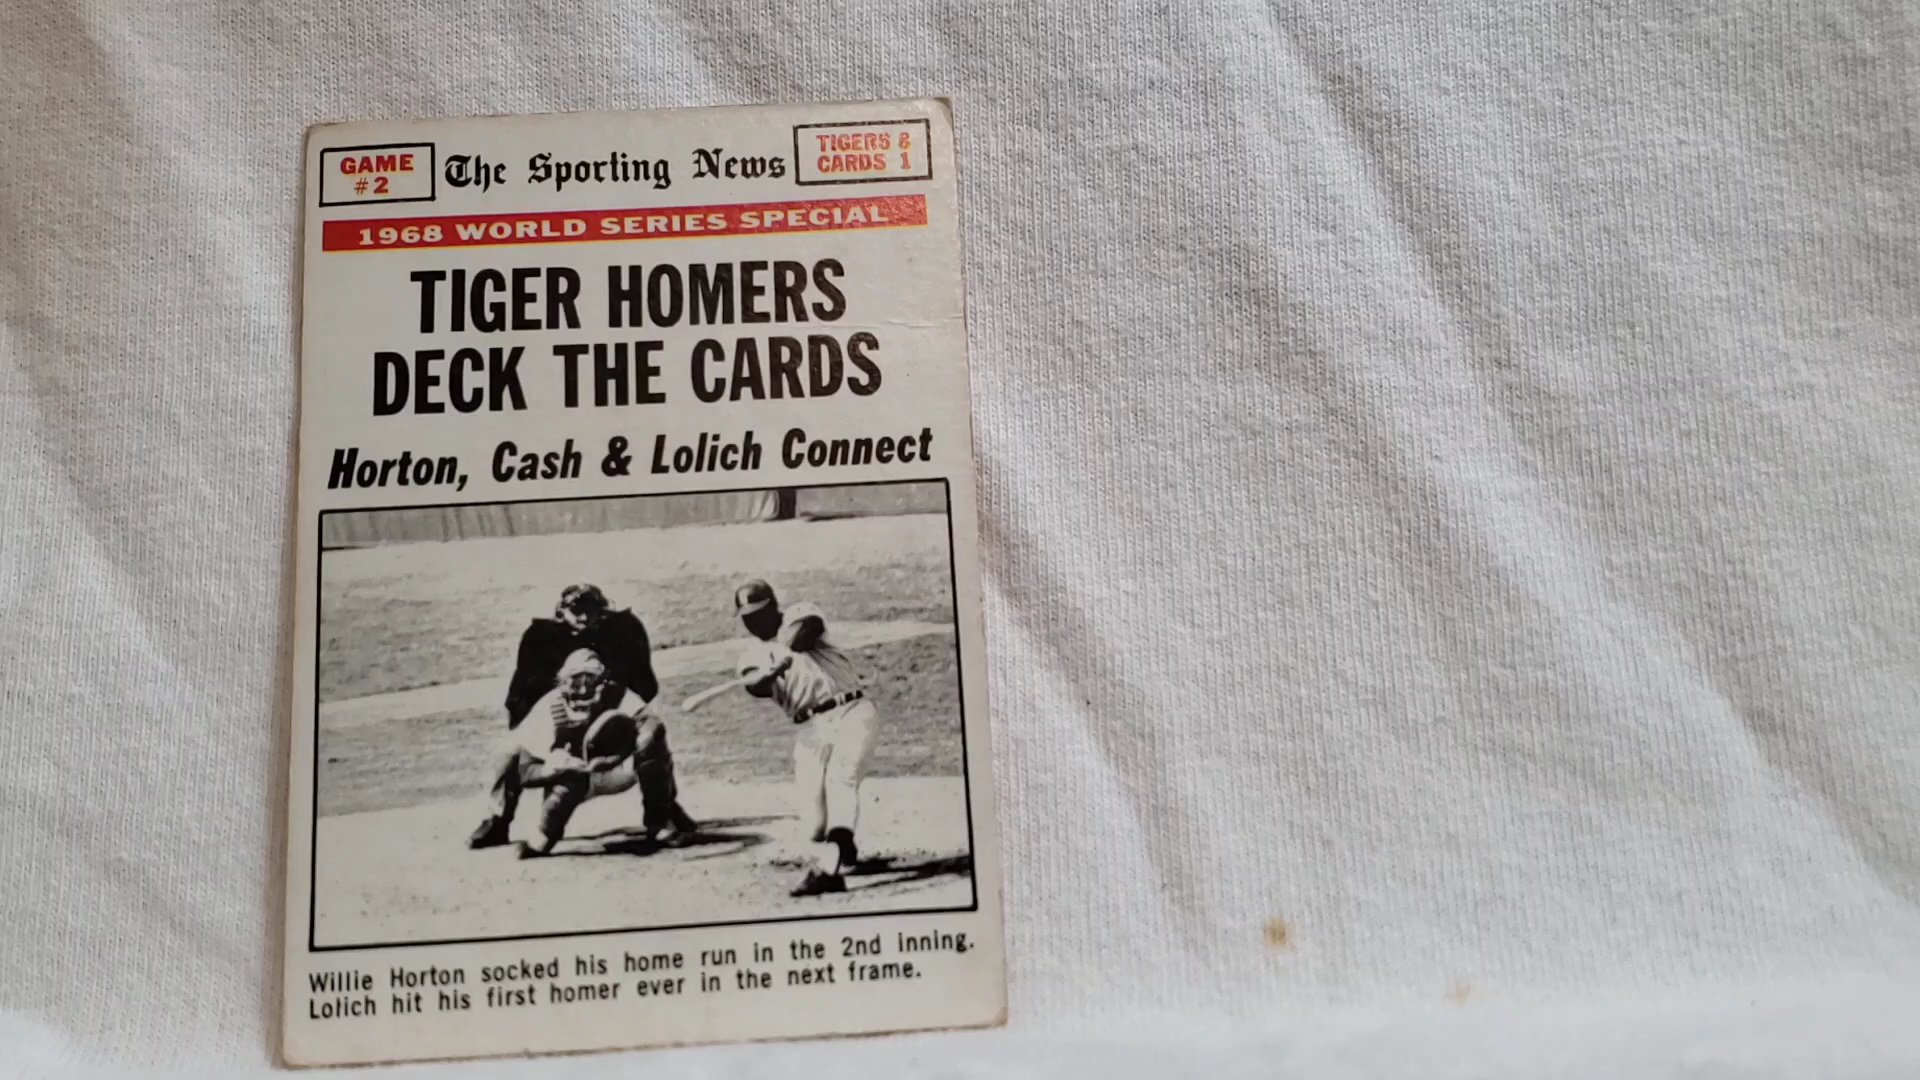 GAME #2
The Sporting News
TIGERS 8
CARDS 1
1968 WORLD SERIES SPECIAL
TIGER HOMERS
DECK THE CARDS
Horton, Cash & Lolich Connect
Willie Horton socked his home run in the 2nd inning.
Lolich hit his first homer ever in the next frame.